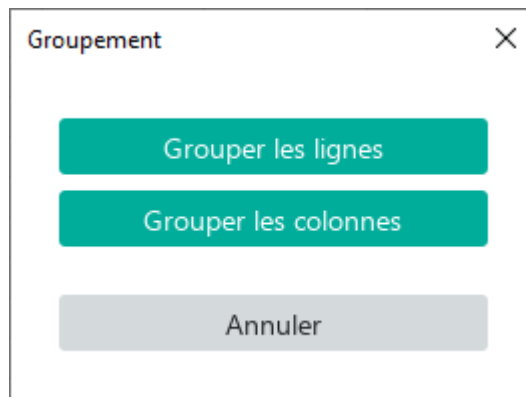 Groupement
Grouper les lignes
Grouper les colonnes
Annuler